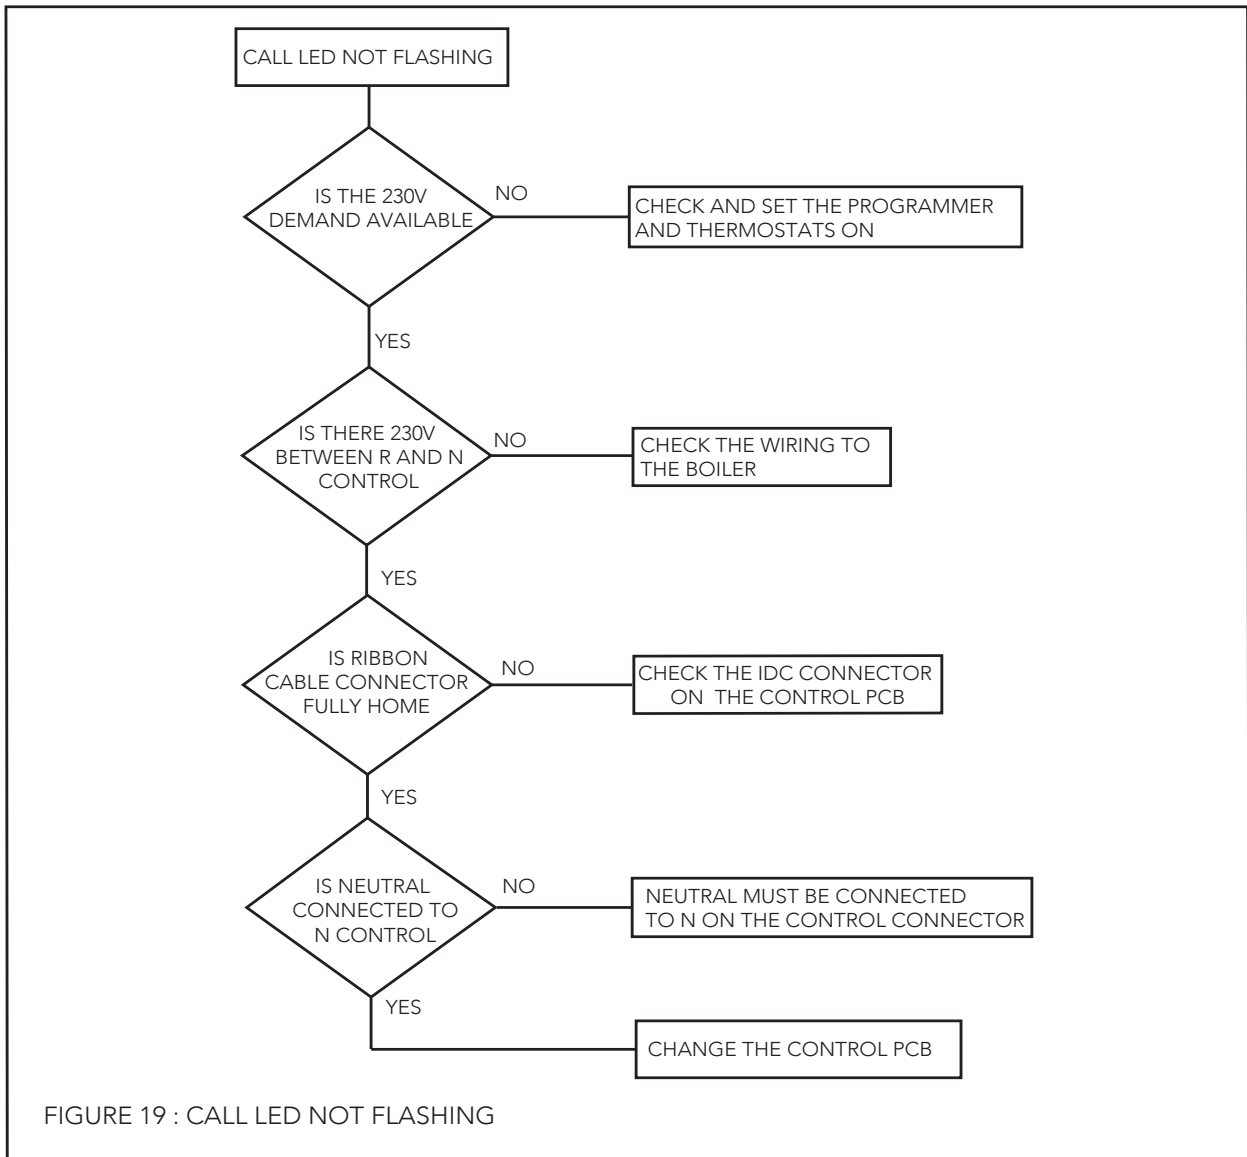 CALL LED NOT FLASHING
IS THE 230V
DEMAND AVAILABLE
NO
CHECK AND SET THE PROGRAMMER
AND THERMOSTATS ON
YES
IS THERE 230V
BETWEEN R AND N
CONTROL
NO
CHECK THE WIRING TO
THE BOILER
YES
IS RIBBON
CABLE CONNECTOR
FULLY HOME
NO
CHECK THE IDC CONNECTOR
ON THE CONTROL PCB
YES
IS NEUTRAL
CONNECTED TO
N CONTROL
NO
NEUTRAL MUST BE CONNECTED
TO N ON THE CONTROL CONNECTOR
YES
CHANGE THE CONTROL PCB
FIGURE 19 : CALL LED NOT FLASHING